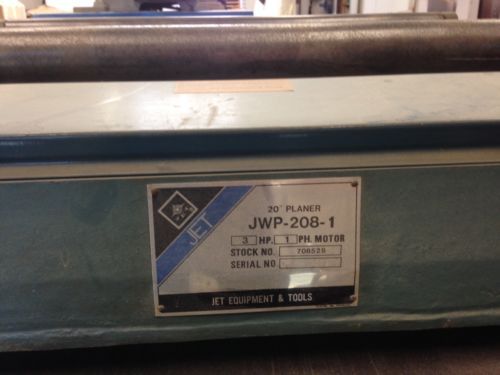 JET
20" PLANER
JWP-208-1
3 HP. 1 PH. MOTOR
STOCK NO. 708528
SERIAL NO
JET EQUIPMENT & TOOLS